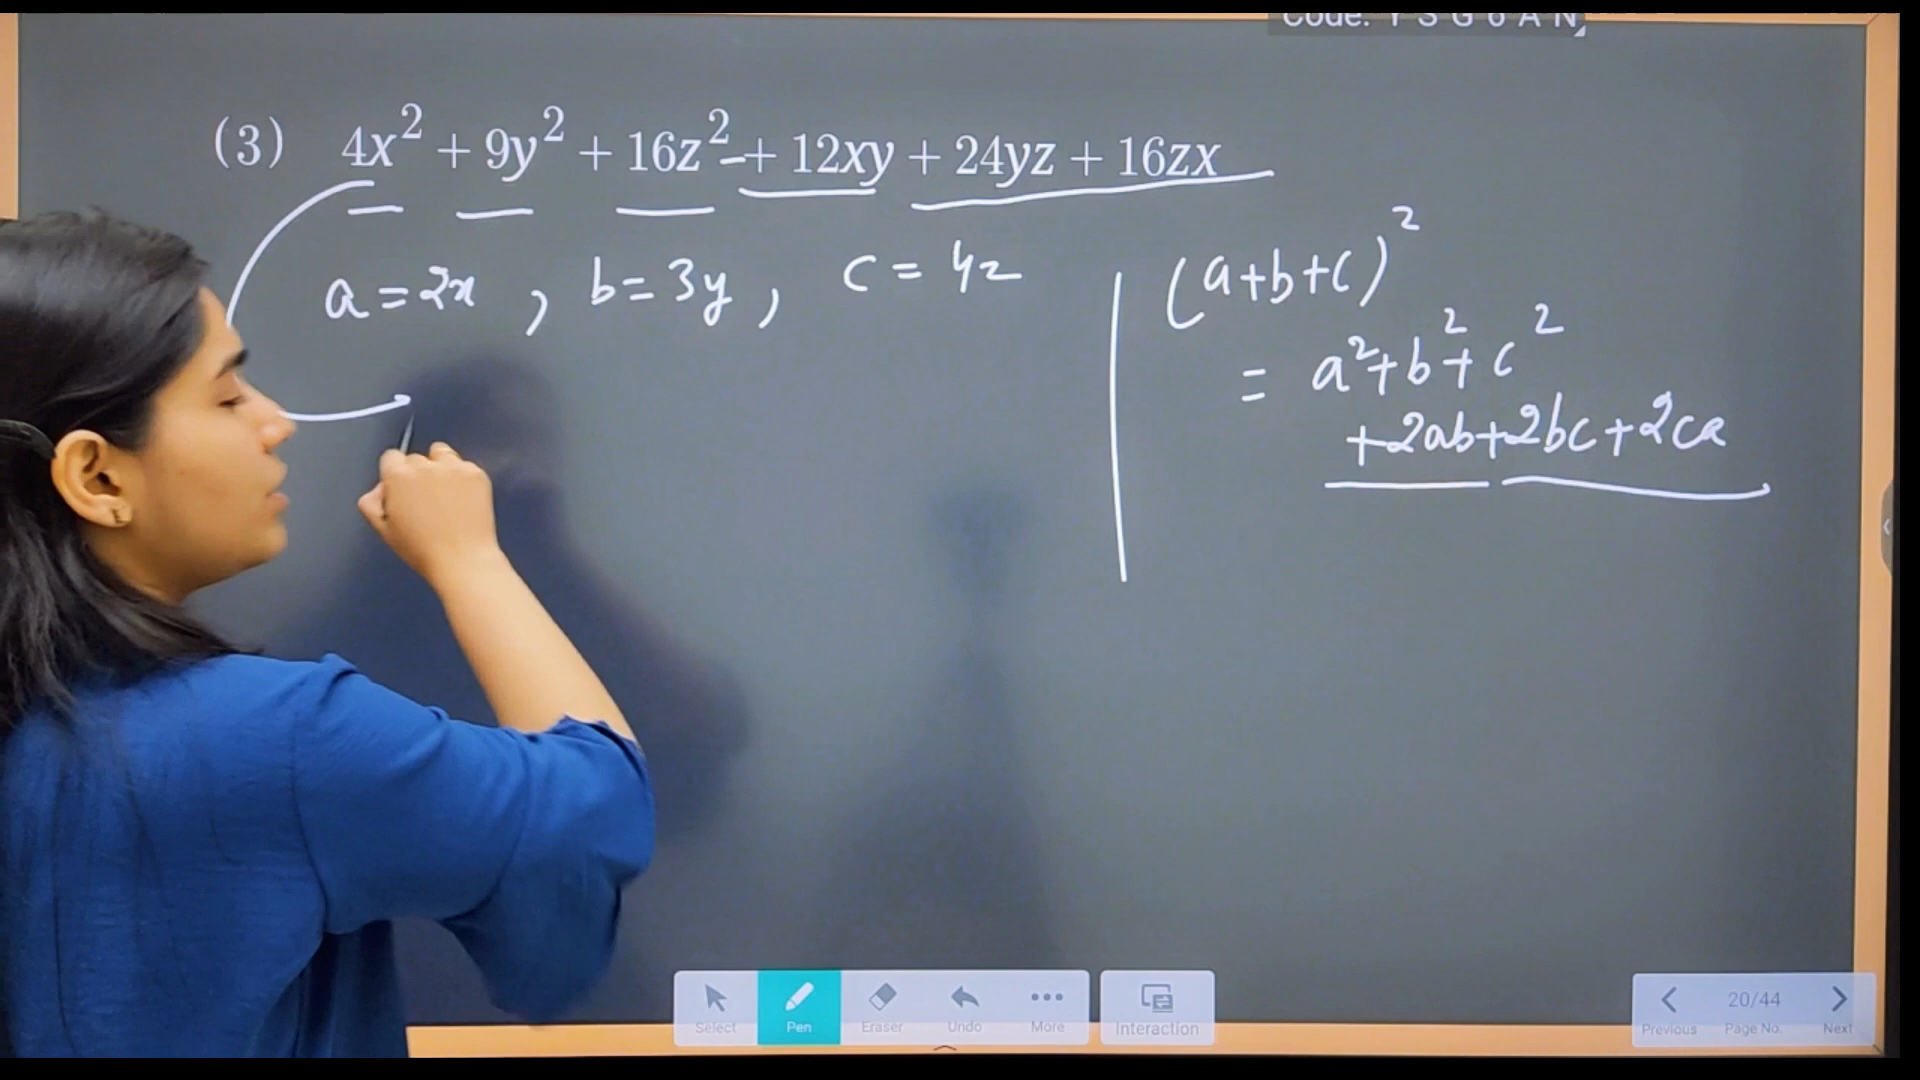 Code: Y S G 6 A N
(3) 4x² + 9y² + 16z² + 12xy + 24yz + 16zx
a = 2x , b = 3y , c = 4z
(a+b+c)²
= a²+b²+c²
+2ab+2bc+2ca
Select Pen Eraser Undo More Interaction
20/44
Previous Page No. Next